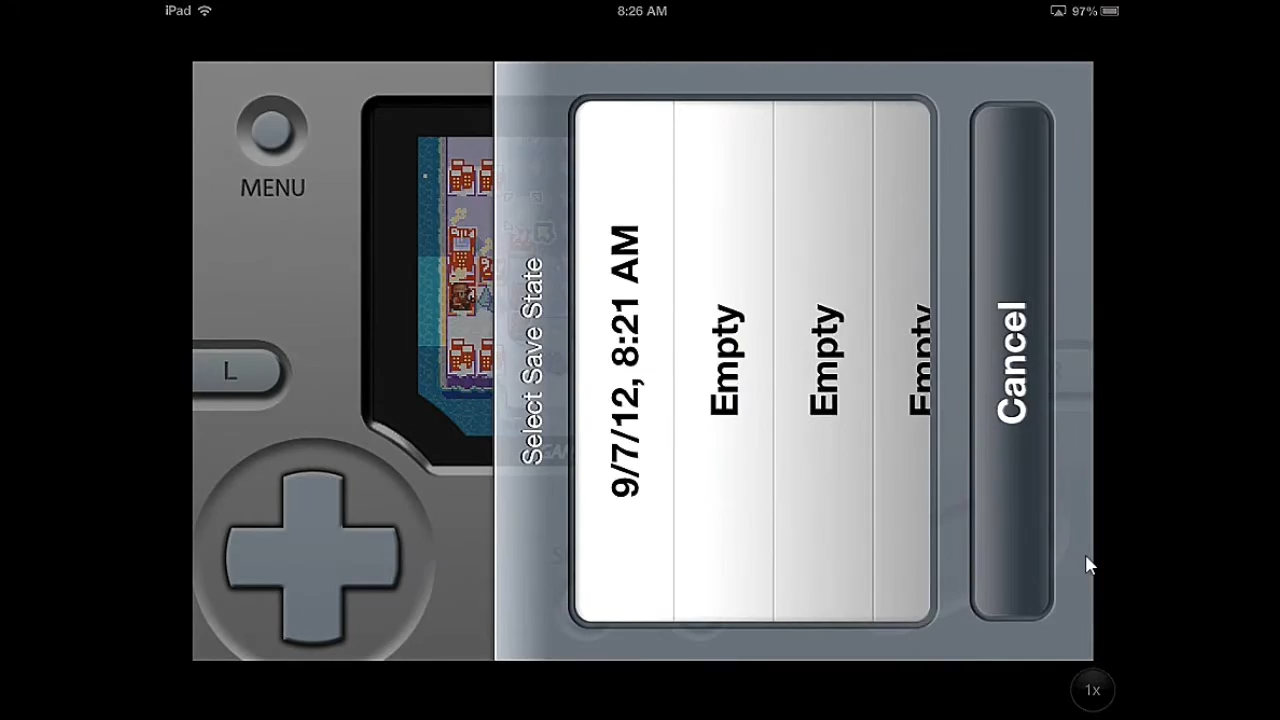 iPad
8:26 AM
97%
MENU
L
Select Save State
9/7/12, 8:21 AM
Empty
Empty
Empty
Cancel
1x